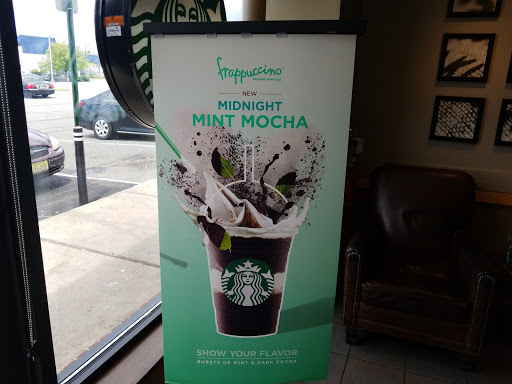 frappuccino
NEW
MIDNIGHT
MINT MOCHA
SHOW YOUR FLAVOR
BURSTS OF MINT & DARK COCOA